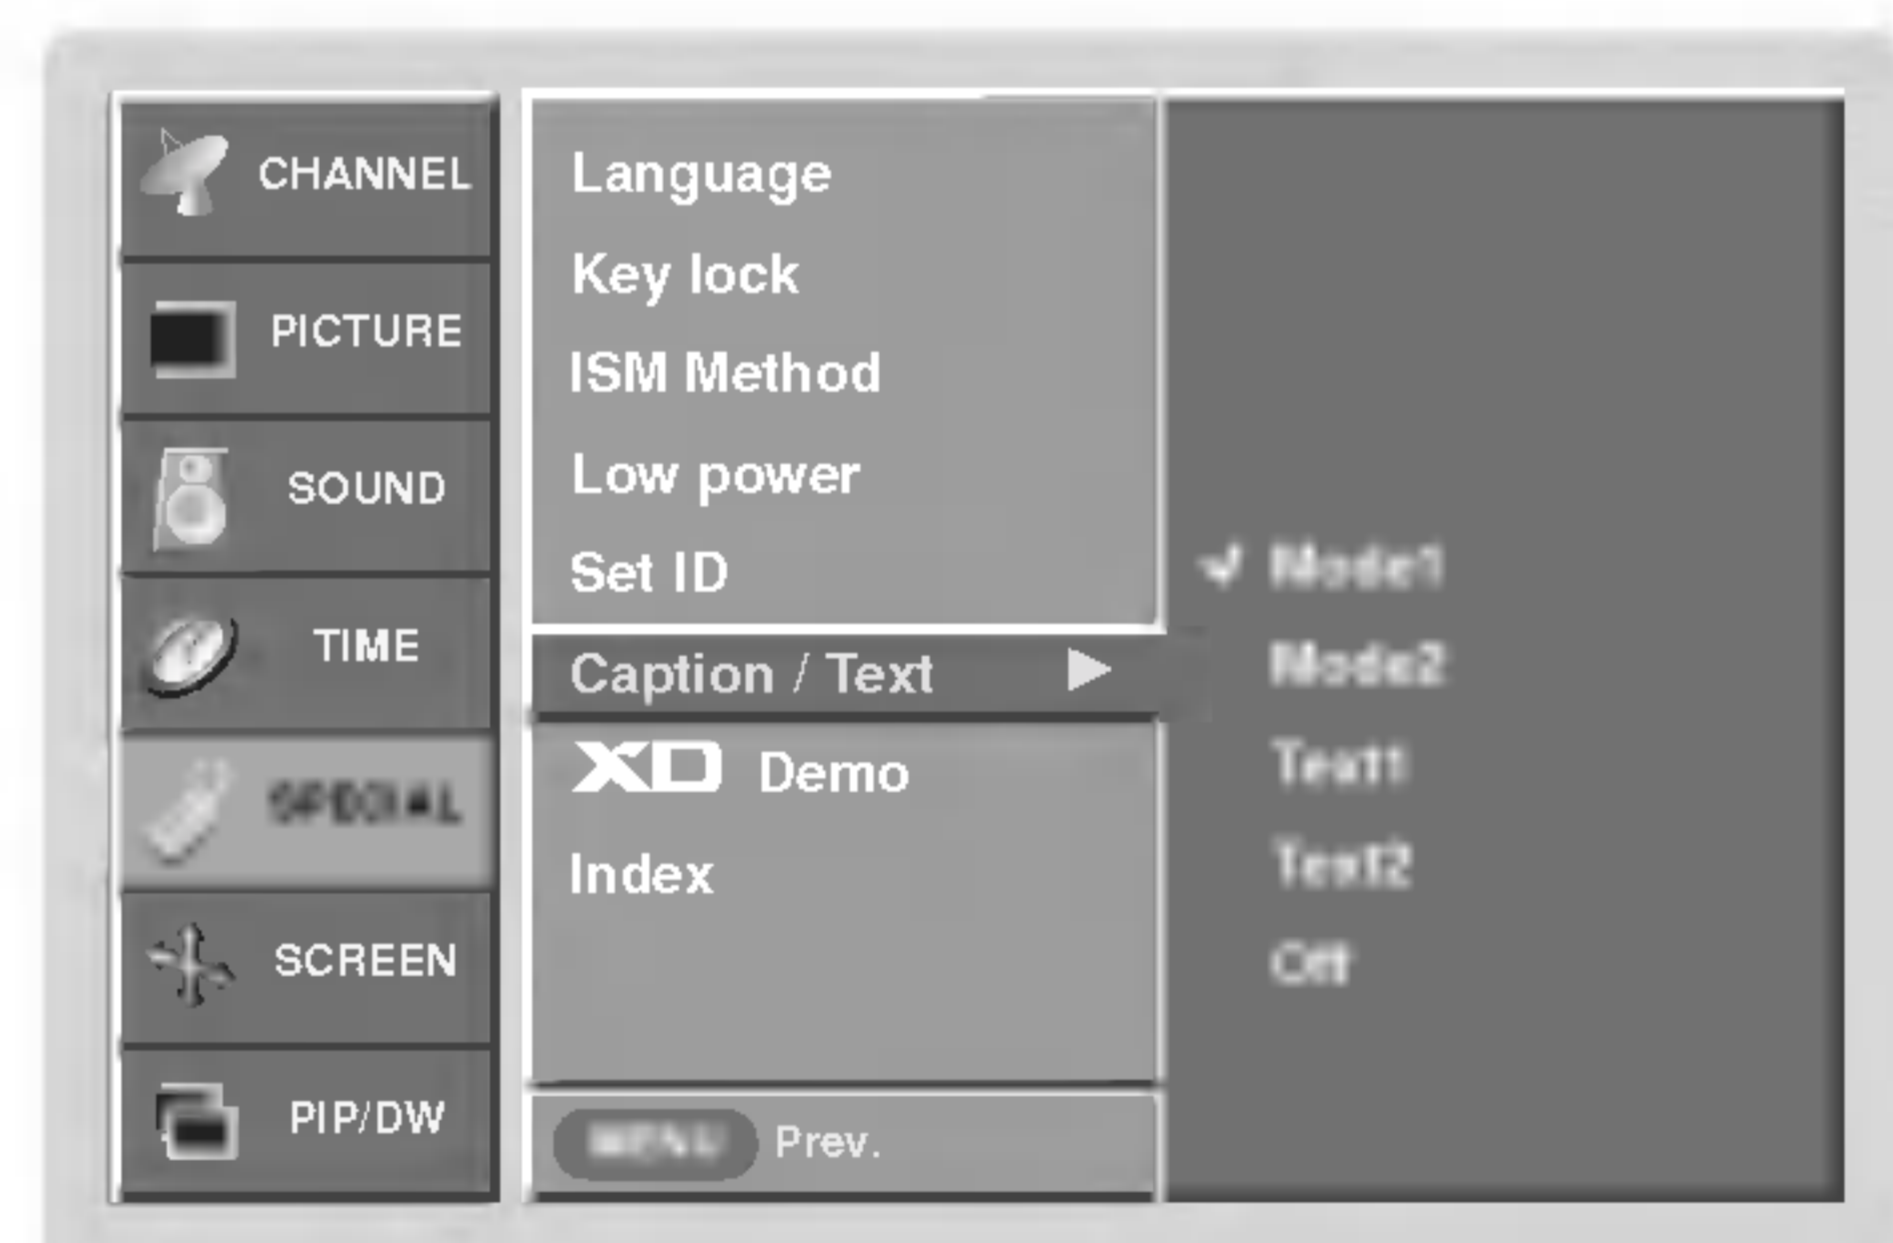 CHANNEL
PICTURE
SOUND
TIME
SPECIAL
SCREEN
PIP/DW
Language
Key lock
ISM Method
Low power
Set ID
Caption / Text
XD Demo
Index
MENU Prev.
Mode1
Mode2
Text1
Text2
Off